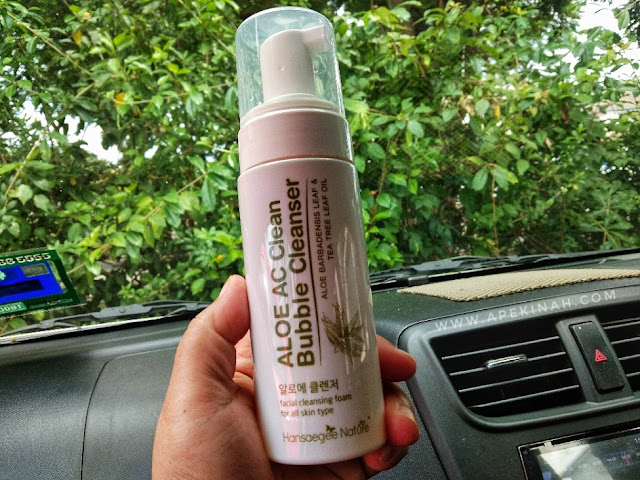 ALOE AC Clean
Bubble Cleanser
ALOE BARBADENSIS LEAF &
TEA TREE LEAF OIL
알로에 클렌저
facial cleansing foam
for all skin type
Hansaegee Nature
WWW.APEKINAH.COM